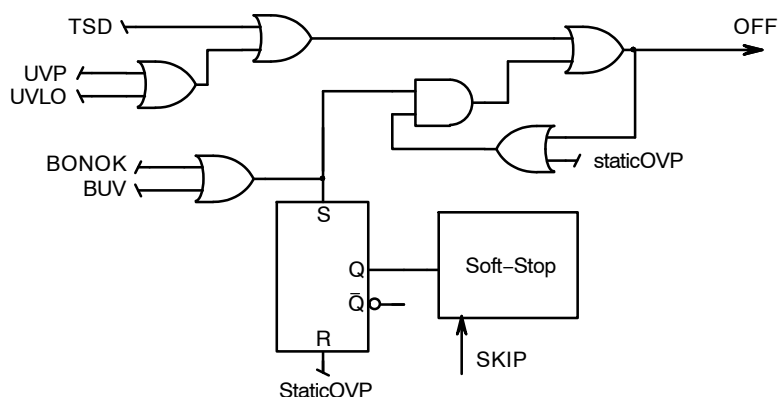 TSD
OFF
UVP
UVLO
BONOK
BUV
staticOVP
S
Q
Soft−Stop
Q̅
R
SKIP
StaticOVP